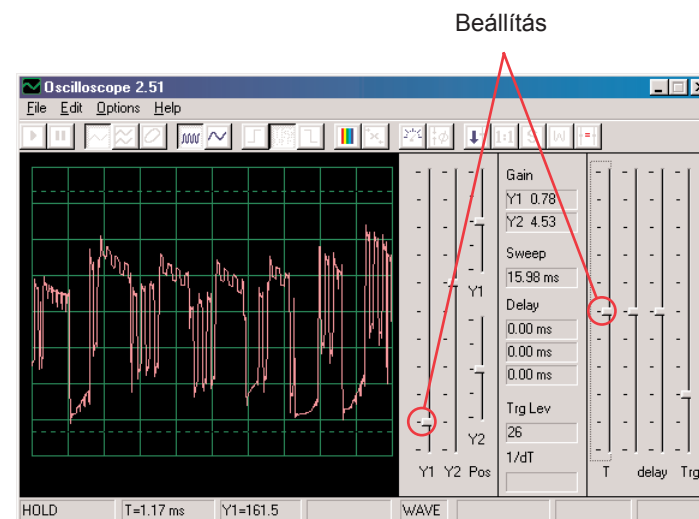 Beállítás
Oscilloscope 2.51
File Edit Options Help
1:1 S W
Gain
Y1 0.78
Y2 4.53
Sweep
15.98 ms
Delay
0.00 ms
0.00 ms
0.00 ms
Trg Lev
26
1/dT
Y1
Y2
Y1 Y2 Pos
T delay Trg
HOLD T=1.17 ms Y1=161.5 WAVE